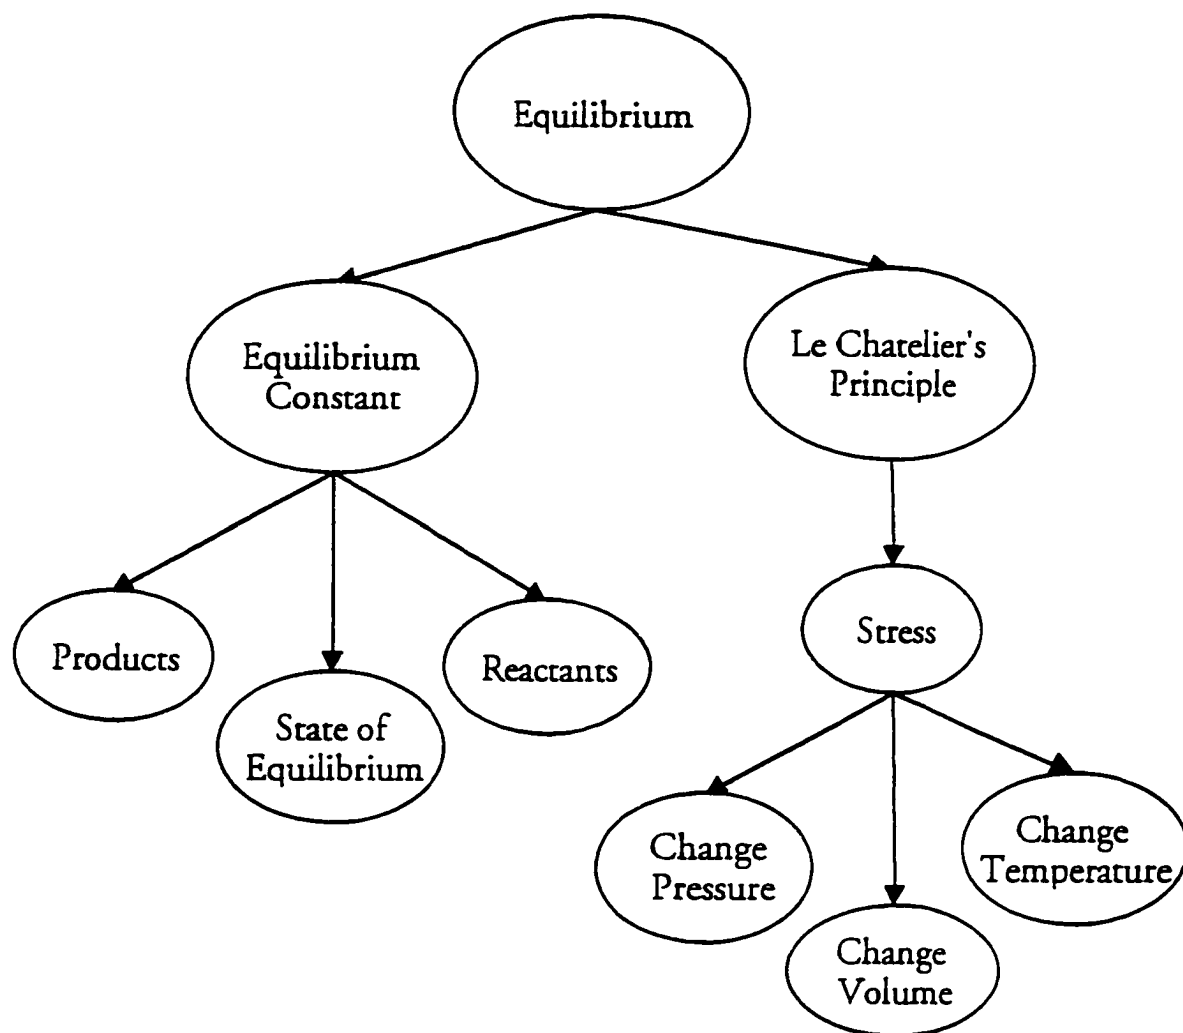 Equilibrium
Equilibrium
Constant
Le Chatelier's
Principle
Products
State of
Equilibrium
Reactants
Stress
Change
Pressure
Change
Volume
Change
Temperature